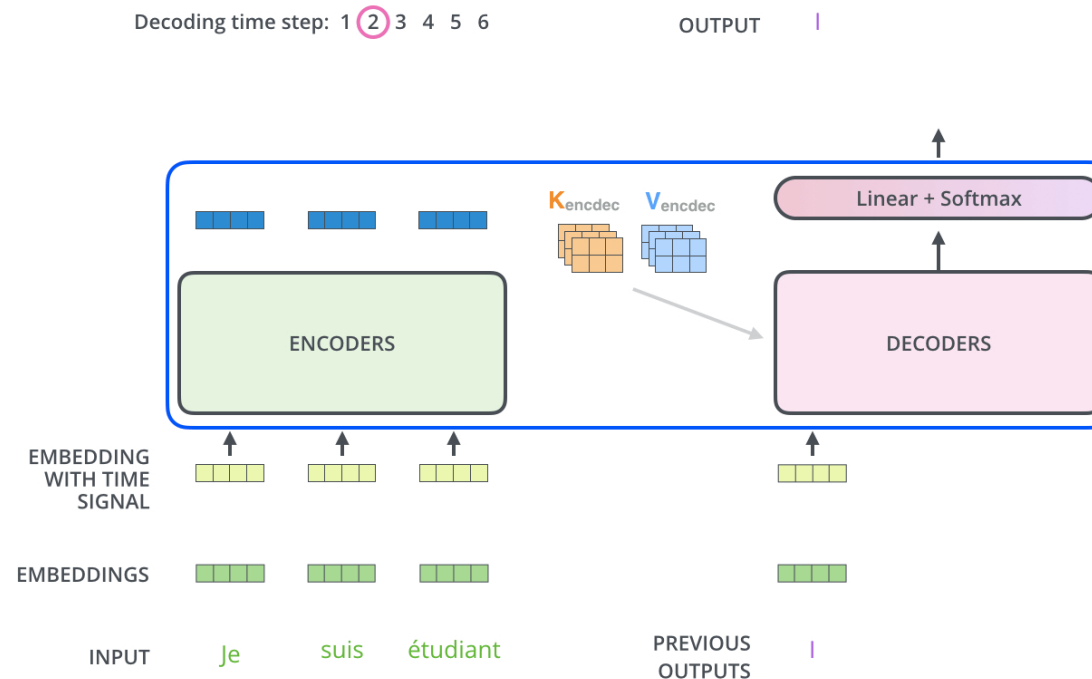 Decoding time step: 1 2 3 4 5 6
OUTPUT
I
Kencdec
Vencdec
Linear + Softmax
ENCODERS
DECODERS
EMBEDDING
WITH TIME
SIGNAL
EMBEDDINGS
INPUT
Je
suis
étudiant
PREVIOUS
OUTPUTS
I